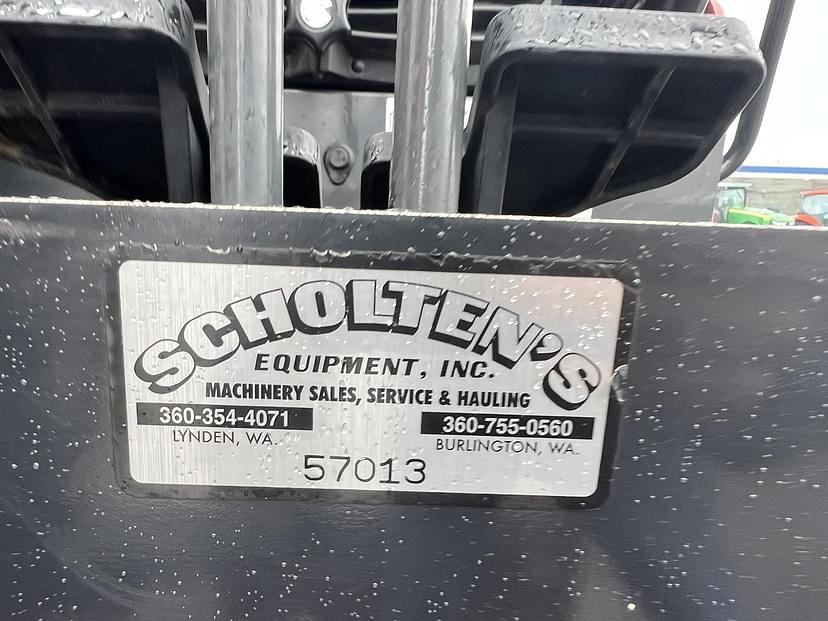 SCHOLTEN'S
EQUIPMENT, INC.
MACHINERY SALES, SERVICE & HAULING
360-354-4071
LYNDEN, WA.
360-755-0560
BURLINGTON, WA.
57013